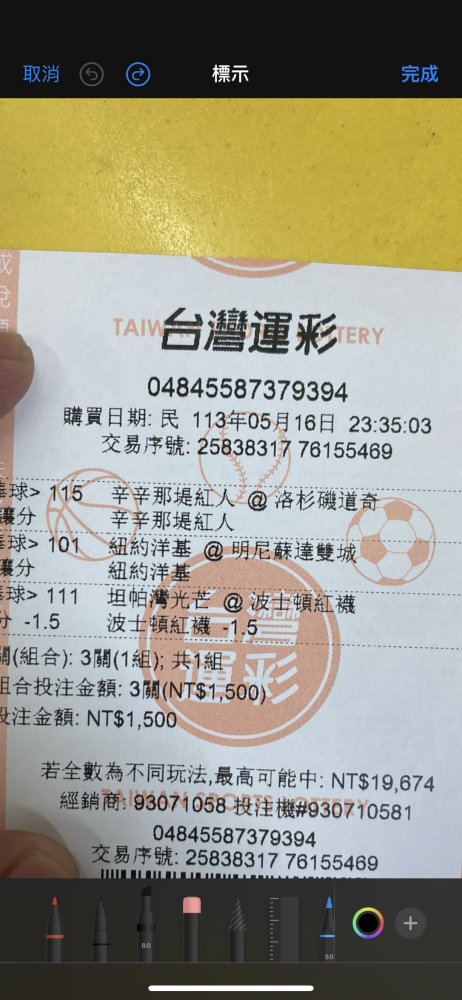 取消
標示
完成
台灣運彩
04845587379394
購買日期: 民 113年05月16日 23:35:03
交易序號: 25838317 76155469
球> 115 辛辛那堤紅人 @ 洛杉磯道奇
讓分 辛辛那堤紅人
球> 101 紐約洋基 @ 明尼蘇達雙城
讓分 紐約洋基
球> 111 坦帕灣光芒 @ 波士頓紅襪
分 -1.5 波士頓紅襪 -1.5
關(組合): 3關(1組); 共1組
組合投注金額: 3關(NT$1,500)
投注金額: NT$1,500
若全數為不同玩法,最高可能中: NT$19,674
TAIWAN SPORTS LOTTERY
經銷商: 93071058 投注機#930710581
04845587379394
交易序號: 25838317 76155469
80
50